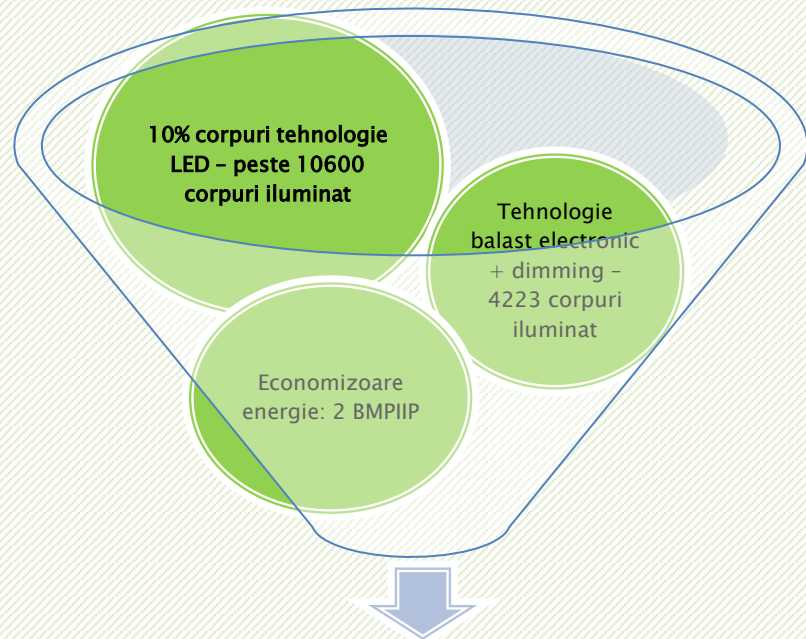 10% corpuri tehnologie
LED – peste 10600
corpuri iluminat
Tehnologie
balast electronic
+ dimming –
4223 corpuri
iluminat
Economizoare
energie: 2 BMPIIP